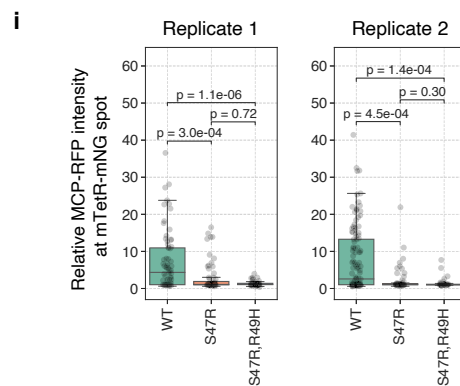 i
Replicate 1
Replicate 2
Relative MCP-RFP intensity
at mTetR-mNG spot
60
50
40
30
20
10
0
p = 1.1e-06
p = 0.72
p = 3.0e-04
WT
S47R
S47R,R49H
60
50
40
30
20
10
0
p = 1.4e-04
p = 0.30
p = 4.5e-04
WT
S47R
S47R,R49H